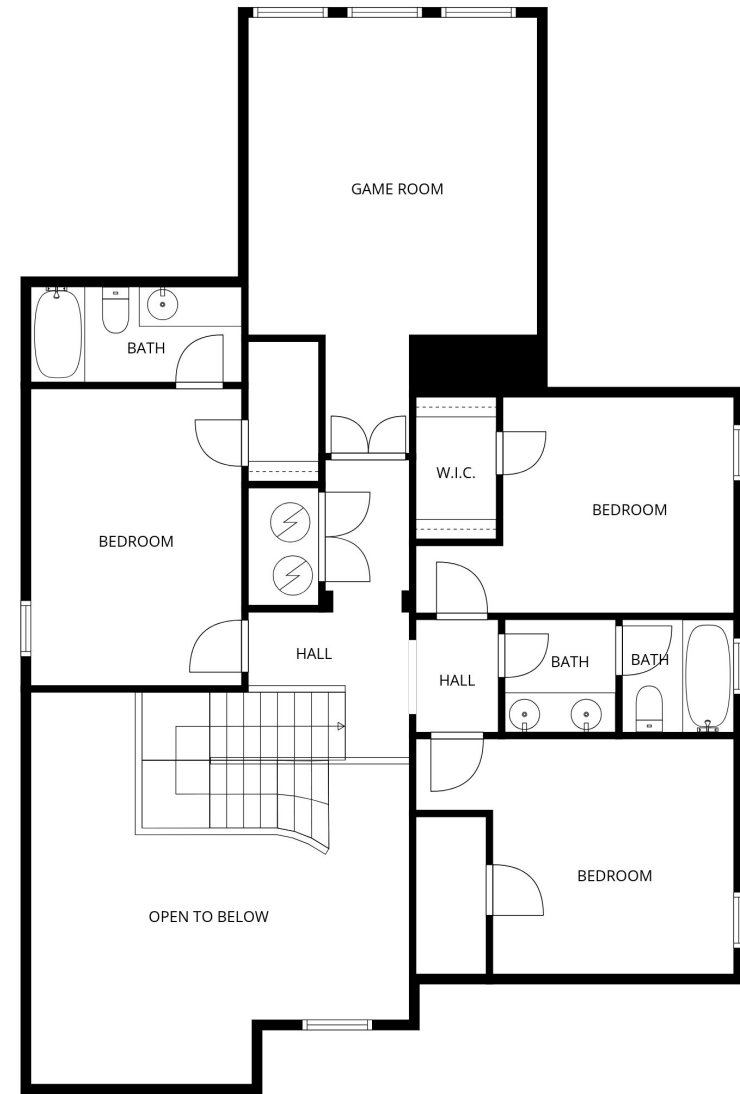 GAME ROOM
BATH
W.I.C.
BEDROOM
BEDROOM
HALL
BATH
BATH
HALL
BEDROOM
OPEN TO BELOW